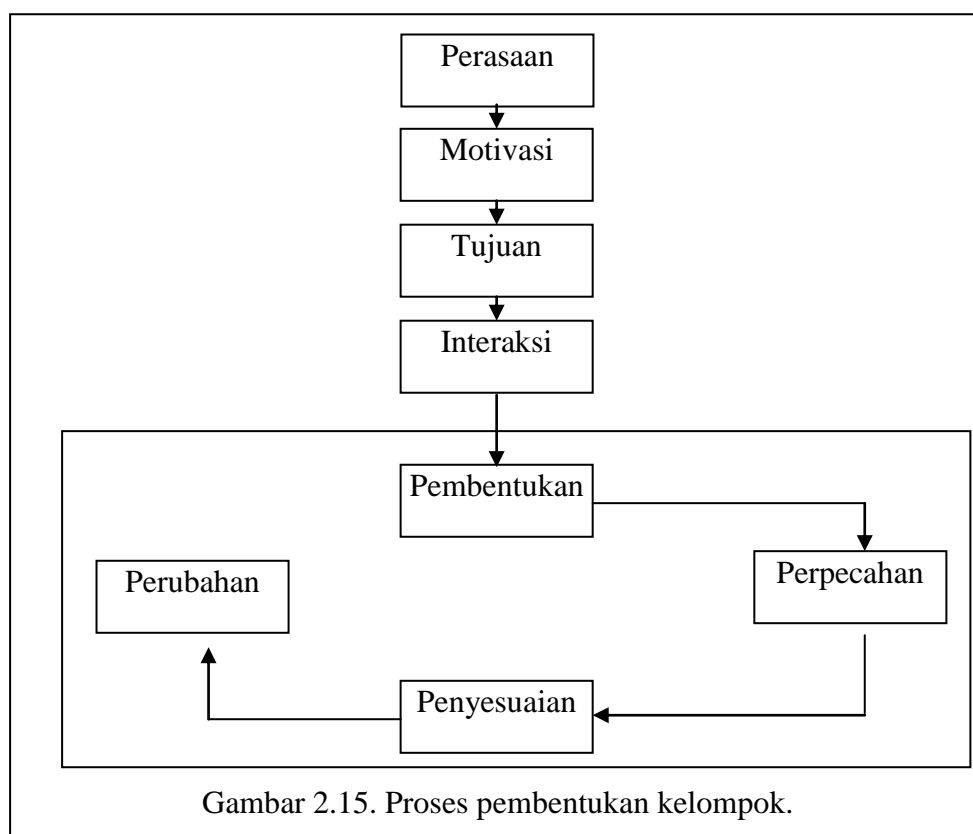 Perasaan
Motivasi
Tujuan
Interaksi
Pembentukan
Perpecahan
Penyesuaian
Perubahan
Gambar 2.15. Proses pembentukan kelompok.